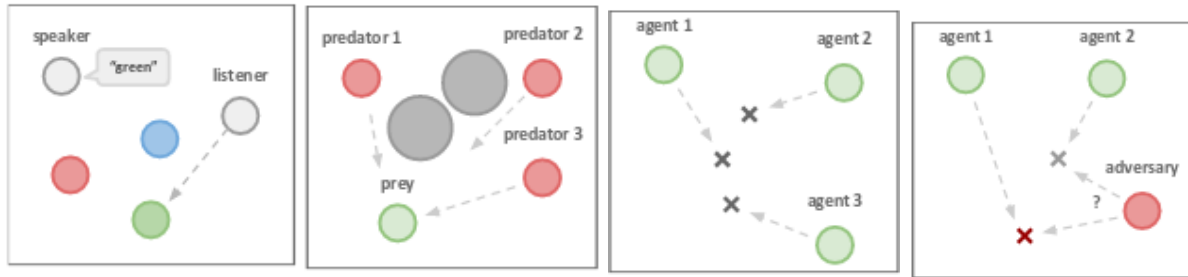 speaker
"green"
listener
predator 1
predator 2
predator 3
prey
agent 1
agent 2
agent 3
agent 1
agent 2
adversary
?